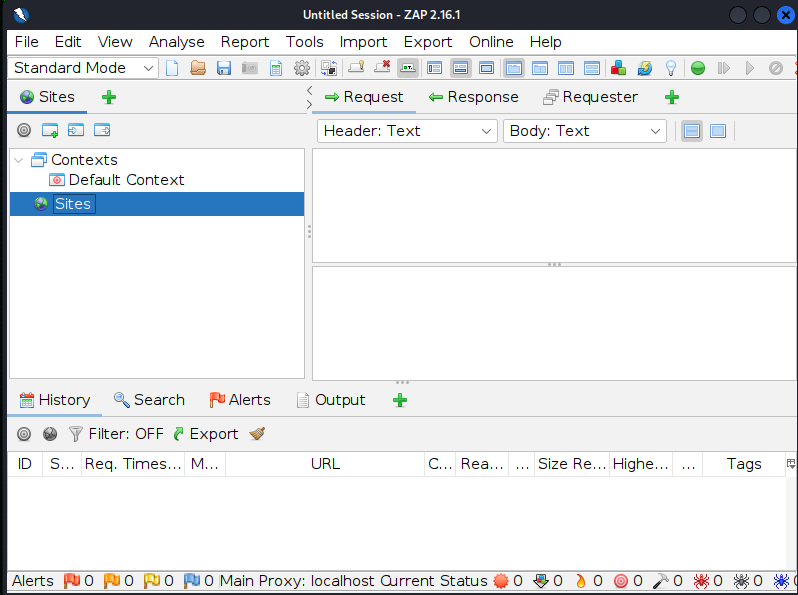 Untitled Session - ZAP 2.16.1
File Edit View Analyse Report Tools Import Export Online Help
Standard Mode
Sites Request Response Requester
Header: Text Body: Text
Contexts
Default Context
Sites
History Search Alerts Output
Filter: OFF Export
ID S... Req. Times... M... URL C... Rea... ... Size Re... Highe... ... Tags
Alerts 0 0 0 0 Main Proxy: localhost Current Status 0 0 0 0 0 0 0